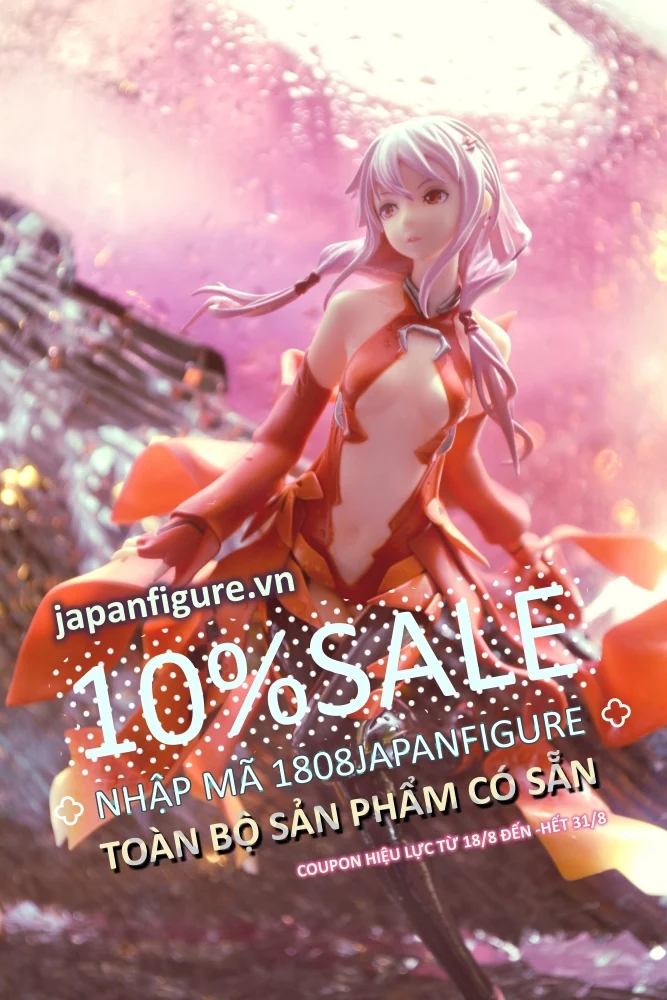 japanfigure.vn
10%SALE
NHẬP MÃ 1808JAPANFIGURE
TOÀN BỘ SẢN PHẨM CÓ SẴN
COUPON HIỆU LỰC TỪ 18/8 ĐẾN -HẾT 31/8